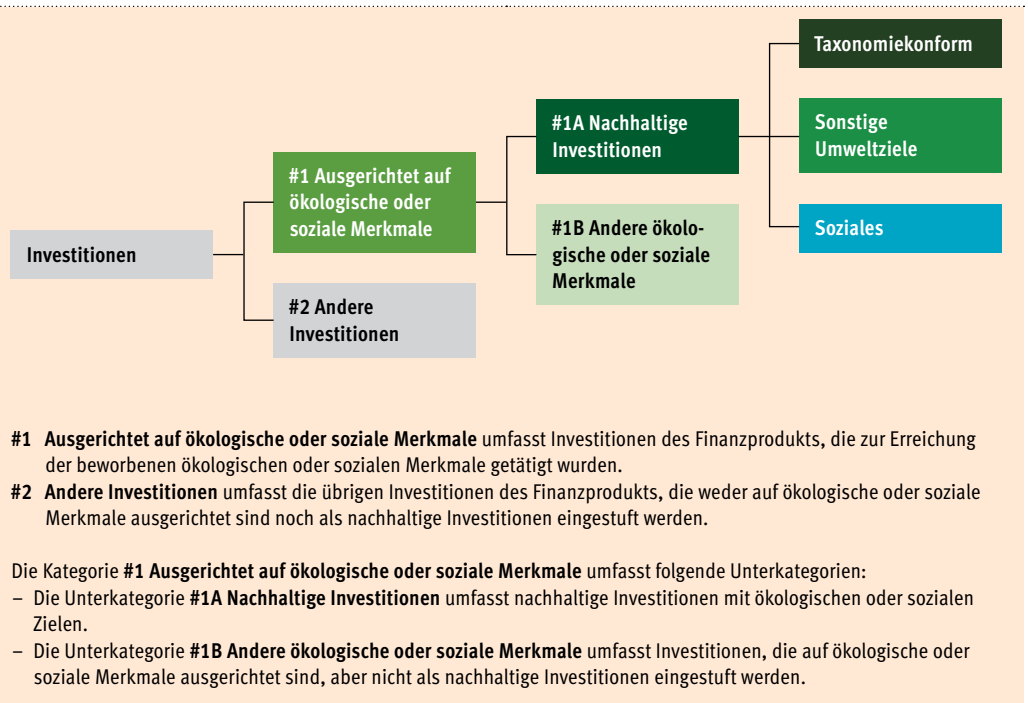 Taxonomiekonform
#1A Nachhaltige
Investitionen
Sonstige
Umweltziele
#1 Ausgerichtet auf
ökologische oder
soziale Merkmale
#1B Andere ökolo-
gische oder soziale
Merkmale
Soziales
Investitionen
#2 Andere
Investitionen
#1 Ausgerichtet auf ökologische oder soziale Merkmale umfasst Investitionen des Finanzprodukts, die zur Erreichung
der beworbenen ökologischen oder sozialen Merkmale getätigt wurden.
#2 Andere Investitionen umfasst die übrigen Investitionen des Finanzprodukts, die weder auf ökologische oder soziale
Merkmale ausgerichtet sind noch als nachhaltige Investitionen eingestuft werden.
Die Kategorie #1 Ausgerichtet auf ökologische oder soziale Merkmale umfasst folgende Unterkategorien:
– Die Unterkategorie #1A Nachhaltige Investitionen umfasst nachhaltige Investitionen mit ökologischen oder sozialen
Zielen.
– Die Unterkategorie #1B Andere ökologische oder soziale Merkmale umfasst Investitionen, die auf ökologische oder
soziale Merkmale ausgerichtet sind, aber nicht als nachhaltige Investitionen eingestuft werden.